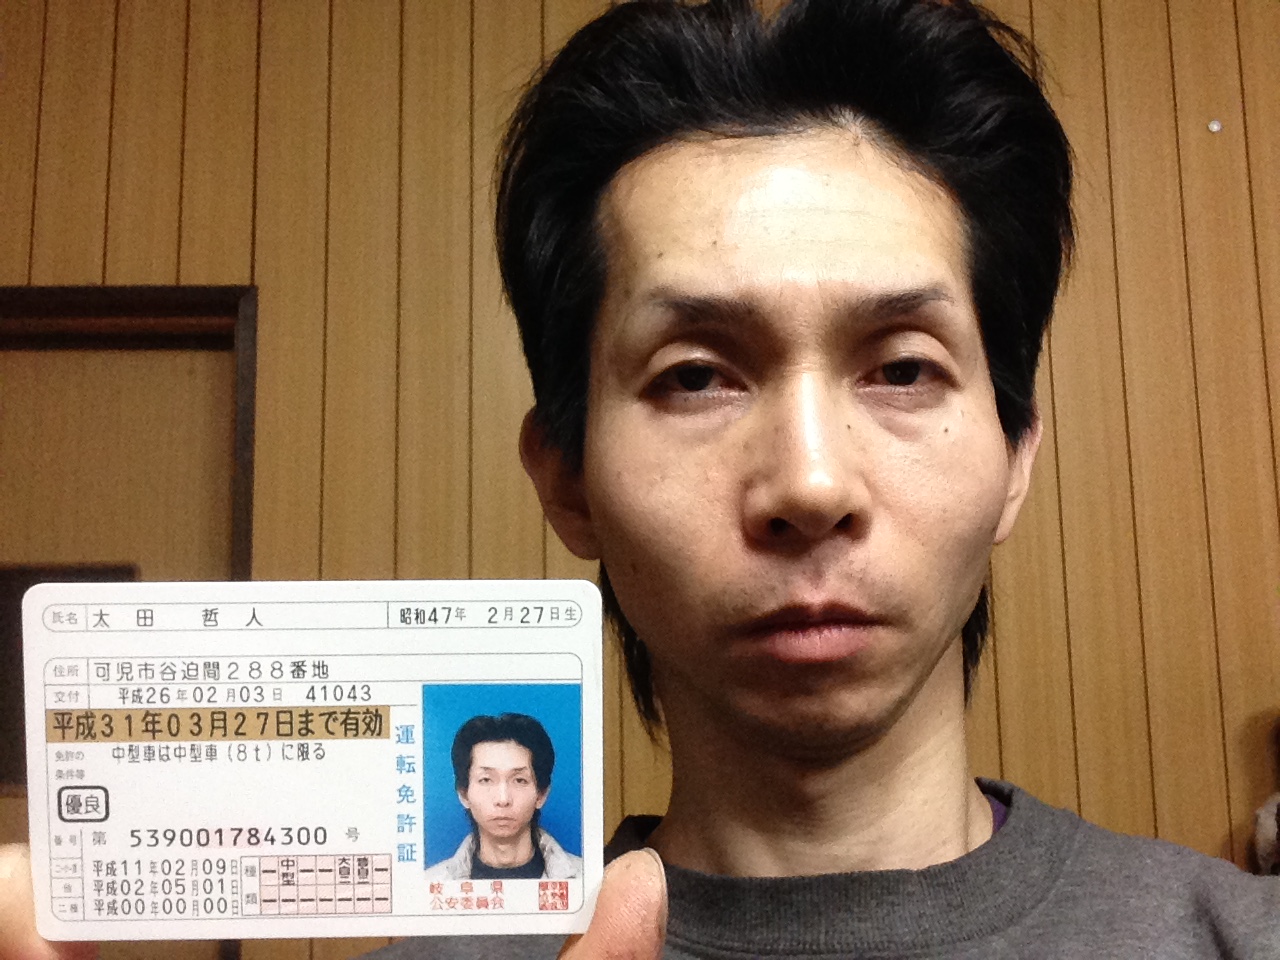 氏名 太田 哲人 昭和47年 2月27日生
住所 可児市谷迫間288番地
交付 平成26年02月03日 41043
平成31年03月27日まで有効
免許の
条件等
中型車は中型車(8t)に限る
優良
番号 第 539001784300 号
二・小・原 平成11年02月09日
他 平成02年05月01日
二種 平成00年00月00日
種類 中型 大自二 普自二
運転免許証
岐阜県
公安委員会